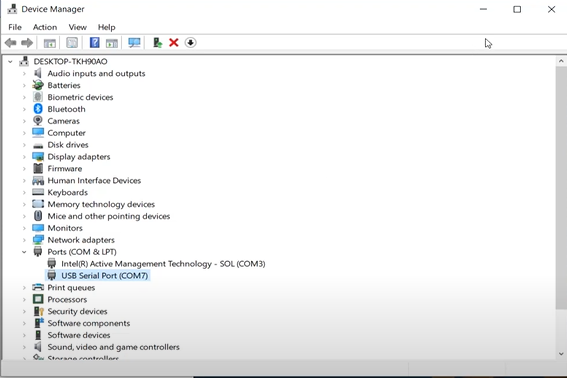 Device Manager
File Action View Help
DESKTOP-TKH90AO
Audio inputs and outputs
Batteries
Biometric devices
Bluetooth
Cameras
Computer
Disk drives
Display adapters
Firmware
Human Interface Devices
Keyboards
Memory technology devices
Mice and other pointing devices
Monitors
Network adapters
Ports (COM & LPT)
Intel(R) Active Management Technology - SOL (COM3)
USB Serial Port (COM7)
Print queues
Processors
Security devices
Software components
Software devices
Sound, video and game controllers
Storage controllers